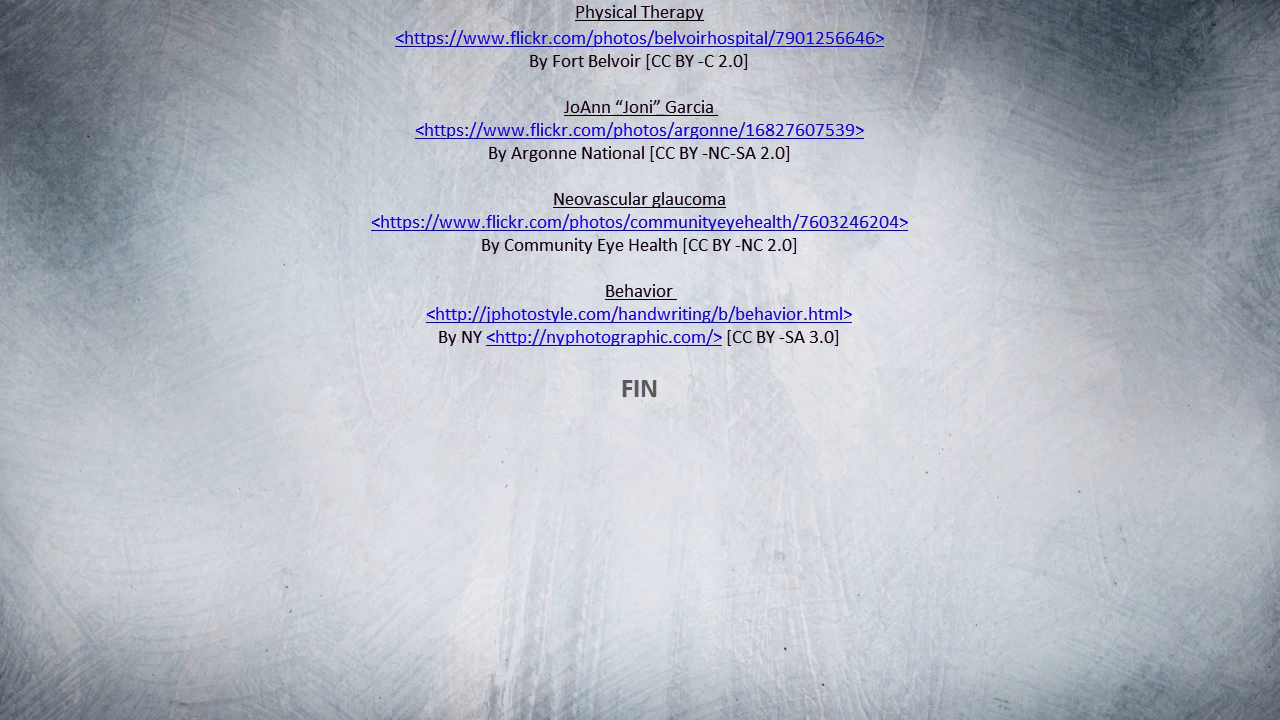 Physical Therapy
<https://www.flickr.com/photos/belvoirhospital/7901256646>
By Fort Belvoir [CC BY -C 2.0]
JoAnn “Joni” Garcia
<https://www.flickr.com/photos/argonne/16827607539>
By Argonne National [CC BY -NC-SA 2.0]
Neovascular glaucoma
<https://www.flickr.com/photos/communityeyehealth/7603246204>
By Community Eye Health [CC BY -NC 2.0]
Behavior
<http://jphotostyle.com/handwriting/b/behavior.html>
By NY <http://nyphotographic.com/> [CC BY -SA 3.0]
FIN